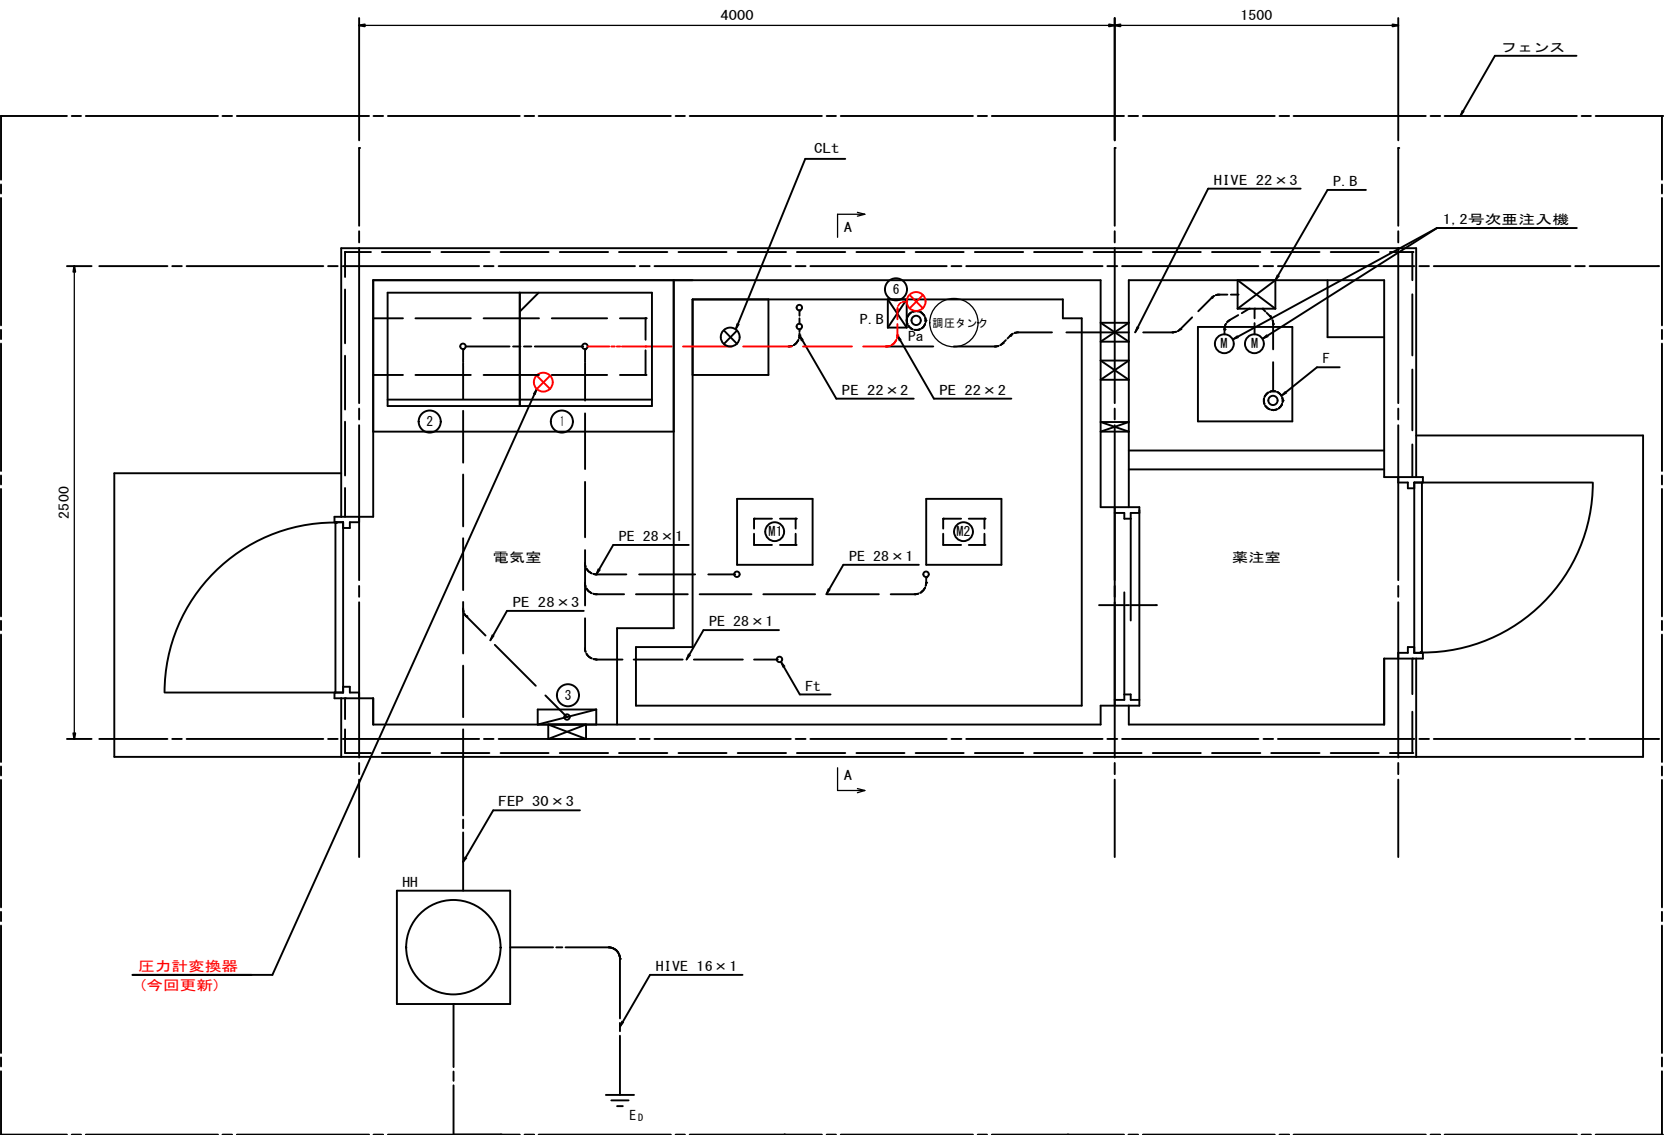 4000
1500
フェンス
CLt
HIVE 22×3
P.B
1,2号次亜注入機
A
6
P.B
調圧タンク
Pa
M
M
F
PE 22×2
PE 22×2
2
1
2500
電気室
PE 28×1
M1
M2
PE 28×1
薬注室
PE 28×3
PE 28×1
3
Ft
A
FEP 30×3
HH
圧力計変換器
(今回更新)
HIVE 16×1
ED